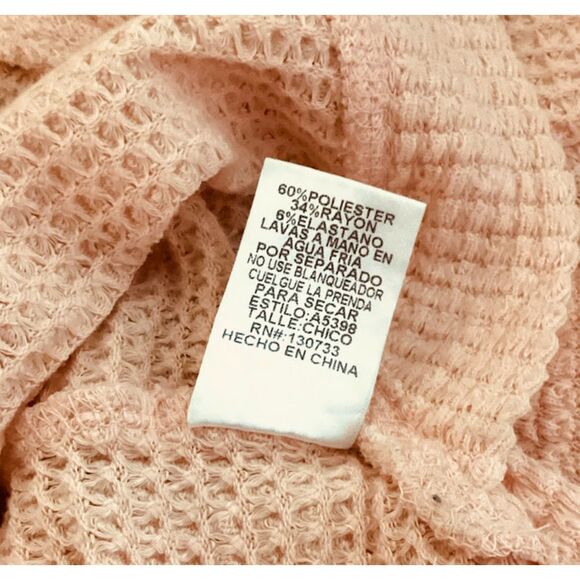 60%POLIESTER
34%RAYON
6%ELASTANO
LAVAS A MANO EN
AGUA FRIA
POR SEPARADO
NO USE BLANQUEADOR
CUELGUE LA PRENDA
PARA SECAR
ESTILO:A5398
TALLE:CHICO
RN#:130733
HECHO EN CHINA